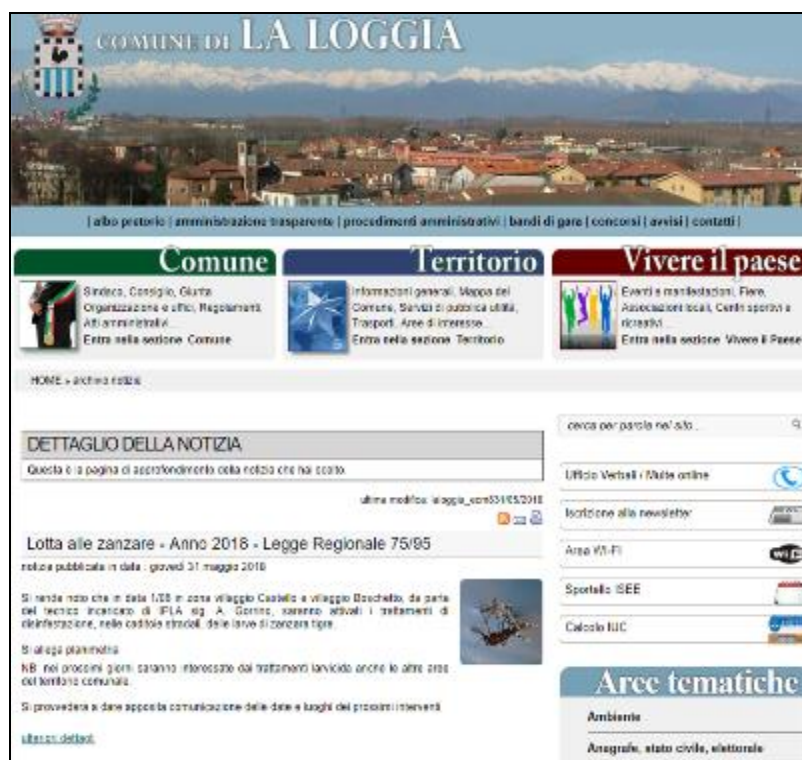 COMUNE DI LA LOGGIA
| albo pretorio | amministrazione trasparente | procedimenti amministrativi | bandi di gara | concorsi | avvisi | contatti |
Comune
Sindaco, Consiglio, Giunta
Organizzazione e uffici, Regolamenti,
Atti amministrativi...
Entra nella sezione Comune
Territorio
Informazioni generali, Mappa del
Comune, Servizi di pubblica utilità,
Trasporti, Aree di interesse...
Entra nella sezione Territorio
Vivere il paese
Eventi e manifestazioni, Fiere,
Associazioni locali, Centri sportivi e
ricreativi...
Entra nella sezione Vivere il Paese
HOME » archivio notizie
DETTAGLIO DELLA NOTIZIA
Questa è la pagina di approfondimento della notizia che hai scelto.
ultima modifica: 31/05/2018
Lotta alle zanzare - Anno 2018 - Legge Regionale 75/95
notizia pubblicata in data : giovedì 31 maggio 2018
Si rende noto che in data 1/06 in zona villaggio Castello e villaggio Boschetto, da parte
del tecnico incaricato di IPLA sig. A. Gorrino, saranno attivati i trattamenti di
disinfestazione, nelle caditoie stradali, delle larve di zanzara tigre.
Si allega planimetria
NB. nei prossimi giorni saranno interessate dai trattamenti larvicida anche le altre aree
del territorio comunale.
Si provvederà a dare apposita comunicazione delle date e luoghi dei prossimi interventi
ulteriori dettagli
cerca per parola nel sito...
Ufficio Verbali / Multe online
Iscrizione alla newsletter
Area WI-FI
Sportello ISEE
Calcolo IUC
Aree tematiche
Ambiente
Anagrafe, stato civile, elettorale